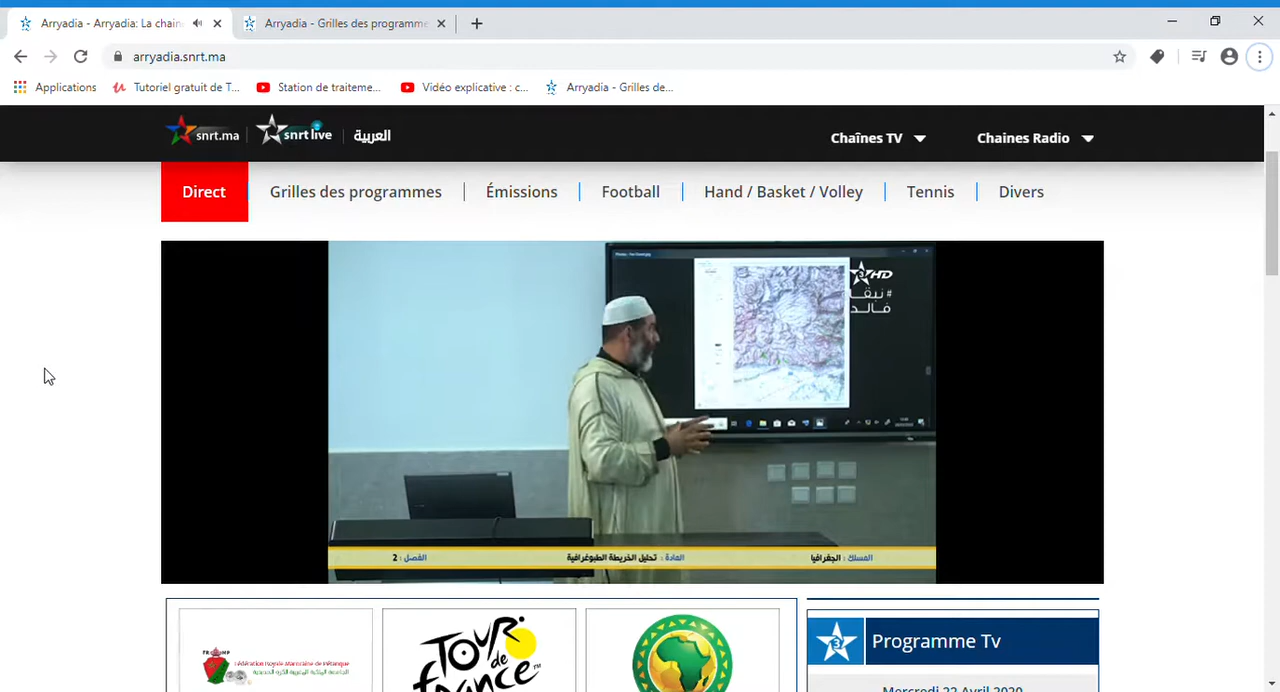 Arryadia - Arryadia: La chain
Arryadia - Grilles des programme
arryadia.snrt.ma
Applications
Tutoriel gratuit de T...
Station de traiteme...
Vidéo explicative : c...
Arryadia - Grilles de...
snrt.ma
snrt live
العربية
Chaînes TV
Chaines Radio
Direct
Grilles des programmes
Émissions
Football
Hand / Basket / Volley
Tennis
Divers
HD
المسلك : الجغرافيا
المادة : تحليل الخريطة الطبوغرافية
الفصل : 2
TOUR
de
france
Programme Tv
Mercredi 22 Avril 2020